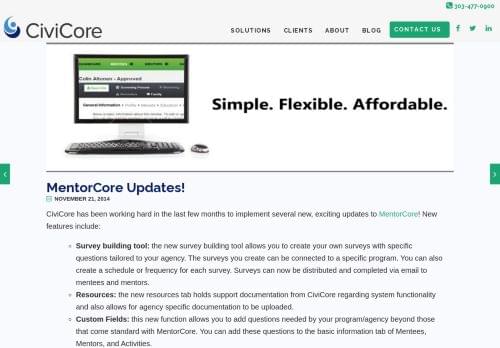 303-477-0900
CiviCore
SOLUTIONS CLIENTS ABOUT BLOG CONTACT US
Colin Altonen - Approved
Simple. Flexible. Affordable.
MentorCore Updates!
NOVEMBER 21, 2014
CiviCore has been working hard in the last few months to implement several new, exciting updates to MentorCore! New
features include:
Survey building tool: the new survey building tool allows you to create your own surveys with specific
questions tailored to your agency. The surveys you create can be connected to a specific program. You can also
create a schedule or frequency for each survey. Surveys can now be distributed and completed via email to
mentees and mentors.
Resources: the new resources tab holds support documentation from CiviCore regarding system functionality
and also allows for agency specific documentation to be uploaded.
Custom Fields: this new function allows you to add questions needed by your program/agency beyond those
that come standard with MentorCore. You can add these questions to the basic information tab of Mentees,
Mentors, and Activities.